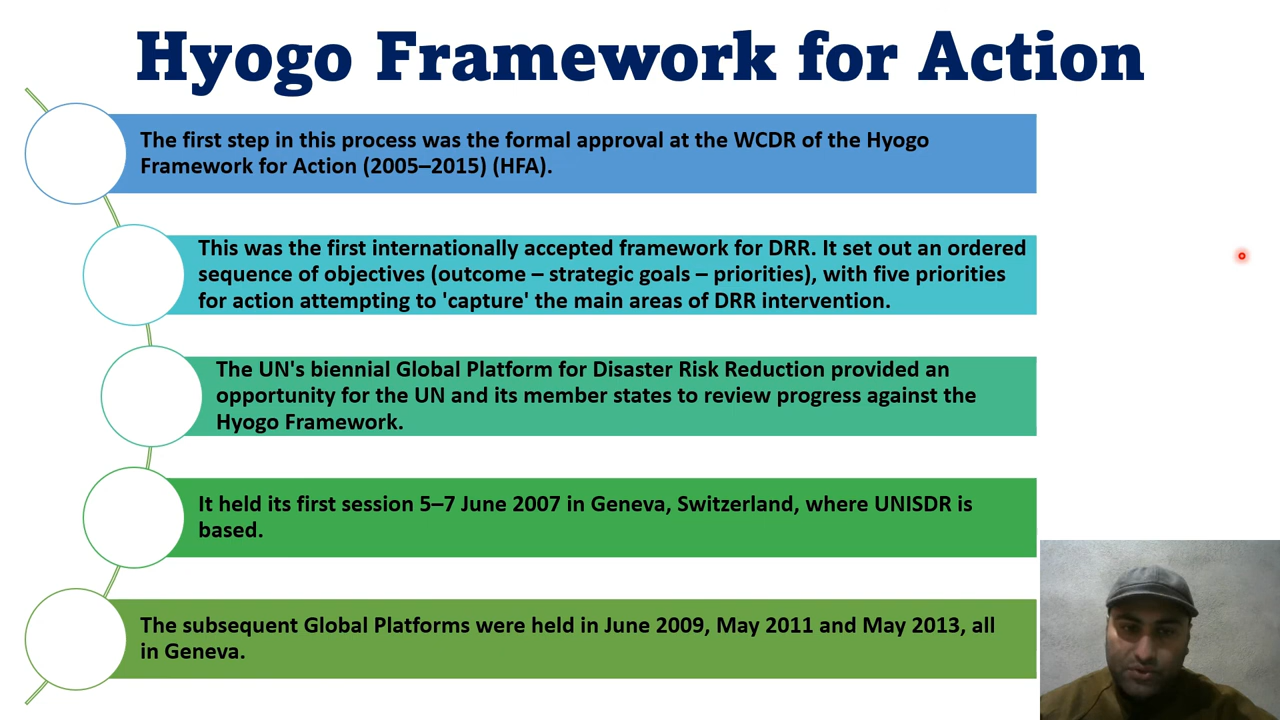 Hyogo Framework for Action
The first step in this process was the formal approval at the WCDR of the Hyogo
Framework for Action (2005–2015) (HFA).
This was the first internationally accepted framework for DRR. It set out an ordered
sequence of objectives (outcome – strategic goals – priorities), with five priorities
for action attempting to 'capture' the main areas of DRR intervention.
The UN's biennial Global Platform for Disaster Risk Reduction provided an
opportunity for the UN and its member states to review progress against the
Hyogo Framework.
It held its first session 5–7 June 2007 in Geneva, Switzerland, where UNISDR is
based.
The subsequent Global Platforms were held in June 2009, May 2011 and May 2013, all
in Geneva.